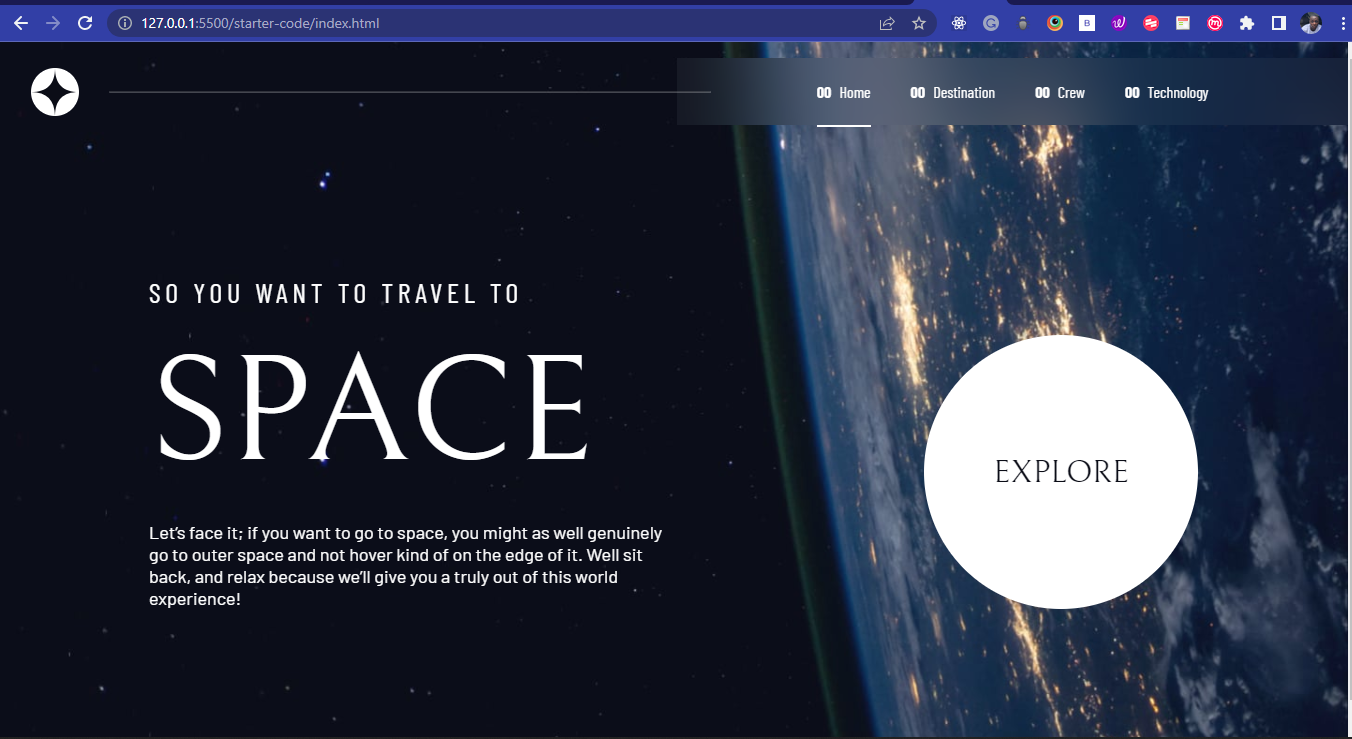 127.0.0.1:5500/starter-code/index.html
00 Home 00 Destination 00 Crew 00 Technology
SO YOU WANT TO TRAVEL TO
SPACE
EXPLORE
Let’s face it; if you want to go to space, you might as well genuinely
go to outer space and not hover kind of on the edge of it. Well sit
back, and relax because we’ll give you a truly out of this world
experience!